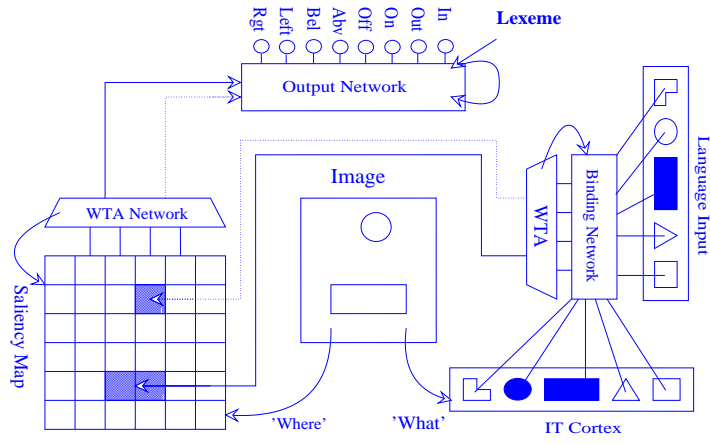 Rgt
Left
Bel
Abv
Off
On
Out
In
Lexeme
Output Network
Image
WTA Network
WTA
Binding Network
Language Input
Saliency Map
'Where'
'What'
IT Cortex